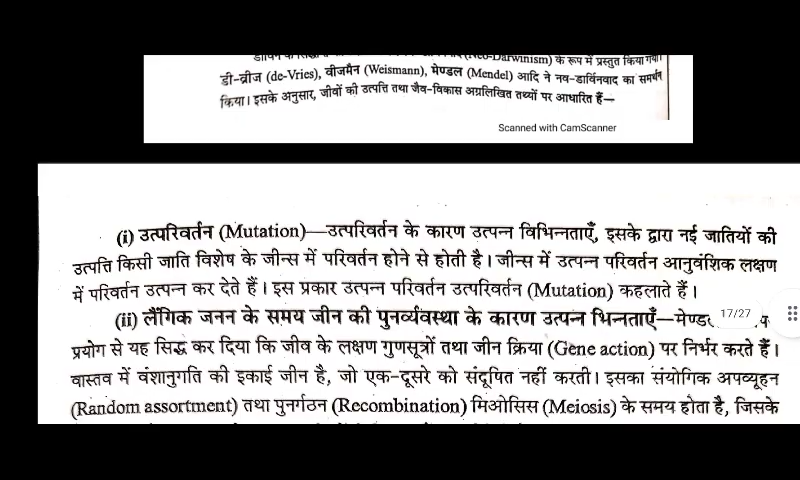 (Neo-Darwinism) के रूप में प्रस्तुत किया गया।
डी-व्रीज (de-Vries), वीजमैन (Weismann), मेण्डल (Mendel) आदि ने नव-डार्विनवाद का समर्थन
किया। इसके अनुसार, जीवों की उत्पत्ति तथा जैव-विकास अग्रलिखित तथ्यों पर आधारित हैं—
Scanned with CamScanner
(i) उत्परिवर्तन (Mutation)—उत्परिवर्तन के कारण उत्पन्न विभिन्नताएँ, इसके द्वारा नई जातियों की
उत्पत्ति किसी जाति विशेष के जीन्स में परिवर्तन होने से होती है। जीन्स में उत्पन्न परिवर्तन आनुवंशिक लक्षण
में परिवर्तन उत्पन्न कर देते हैं। इस प्रकार उत्पन्न परिवर्तन उत्परिवर्तन (Mutation) कहलाते हैं।
(ii) लैंगिक जनन के समय जीन की पुनर्व्यवस्था के कारण उत्पन्न भिन्नताएँ—
17/27
प्रयोग से यह सिद्ध कर दिया कि जीव के लक्षण गुणसूत्रों तथा जीन क्रिया (Gene action) पर निर्भर करते हैं।
वास्तव में वंशानुगति की इकाई जीन है, जो एक-दूसरे को संदूषित नहीं करती। इसका संयोगिक अपव्यूहन
(Random assortment) तथा पुनर्गठन (Recombination) मिओसिस (Meiosis) के समय होता है, जिसके